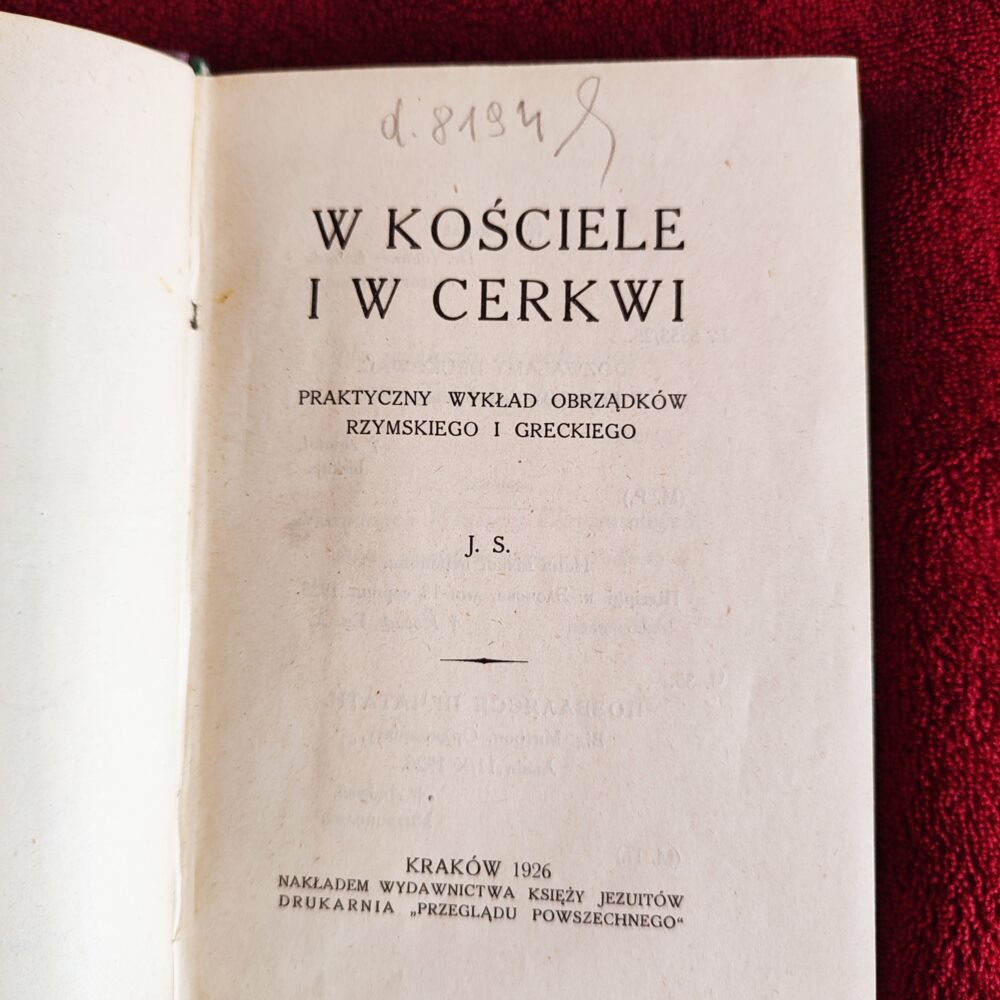 d. 8194
W KOŚCIELE
I W CERKWI
PRAKTYCZNY WYKŁAD OBRZĄDKÓW
RZYMSKIEGO I GRECKIEGO
J. S.
KRAKÓW 1926
NAKŁADEM WYDAWNICTWA KSIĘŻY JEZUITÓW
DRUKARNIA „PRZEGLĄDU POWSZECHNEGO“